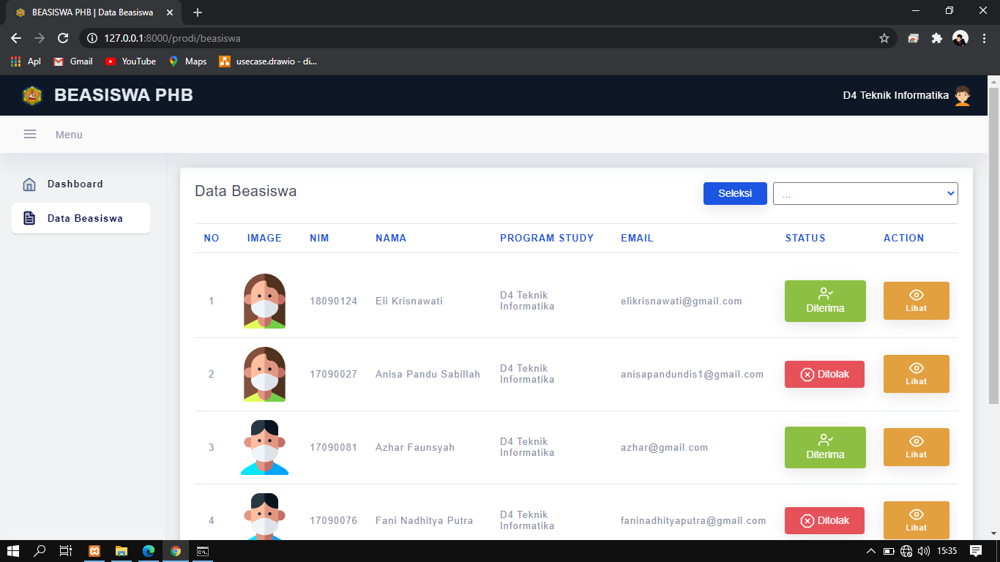 BEASISWA PHB | Data Beasiswa
127.0.0.1:8000/prodi/beasiswa
Apl Gmail YouTube Maps usecase.drawio - di...
BEASISWA PHB
D4 Teknik Informatika
Menu
Dashboard
Data Beasiswa
Data Beasiswa
Seleksi
...
NO IMAGE NIM NAMA PROGRAM STUDY EMAIL STATUS ACTION
1 18090124 Eli Krisnawati D4 Teknik
Informatika elikrisnawati@gmail.com Diterima Lihat
2 17090027 Anisa Pandu Sabillah D4 Teknik
Informatika anisapandundis1@gmail.com Ditolak Lihat
3 17090081 Azhar Faunsyah D4 Teknik
Informatika azhar@gmail.com Diterima Lihat
4 17090076 Fani Nadhitya Putra D4 Teknik
Informatika faninadhityaputra@gmail.com Ditolak Lihat
15:35